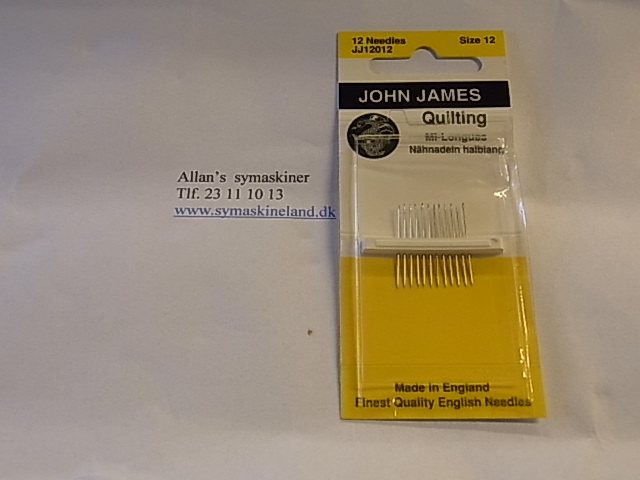 12 Needles Size 12
JJ12012
JOHN JAMES
Quilting
Mi-Longues
Nähnadeln halblang
Allan's symaskiner
Tlf. 23 11 10 13
www.symaskineland.dk
Made in England
Finest Quality English Needles